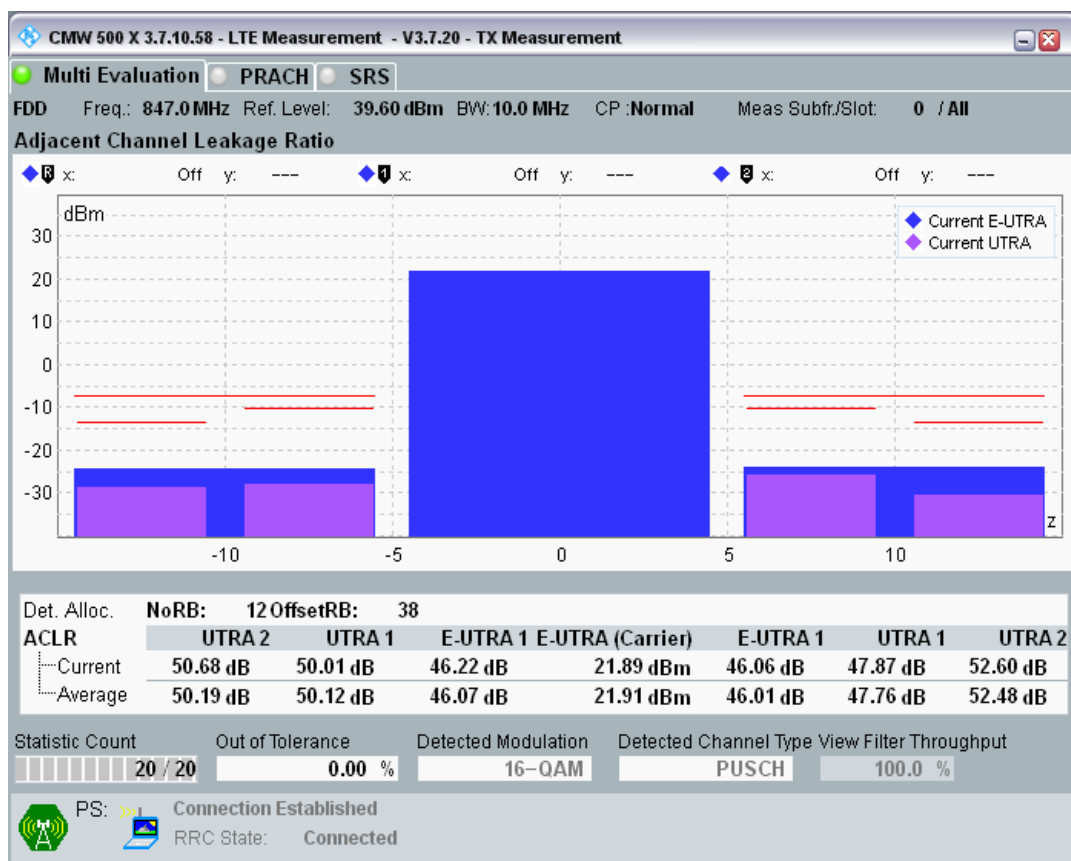 CMW 500 X 3.7.10.58 - LTE Measurement - V3.7.20 - TX Measurement
Multi Evaluation PRACH SRS
FDD Freq.: 847.0 MHz Ref. Level: 39.60 dBm BW: 10.0 MHz CP :Normal Meas Subfr./Slot: 0 / All
Adjacent Channel Leakage Ratio
R x: Off y: --- 1 x: Off y: --- 2 x: Off y: ---
dBm
Current E-UTRA
Current UTRA
30
20
10
0
-10
-20
-30
z
-10 -5 0 5 10
Det. Alloc. NoRB: 12 OffsetRB: 38
ACLR UTRA 2 UTRA 1 E-UTRA 1 E-UTRA (Carrier) E-UTRA 1 UTRA 1 UTRA 2
Current 50.68 dB 50.01 dB 46.22 dB 21.89 dBm 46.06 dB 47.87 dB 52.60 dB
Average 50.19 dB 50.12 dB 46.07 dB 21.91 dBm 46.01 dB 47.76 dB 52.48 dB
Statistic Count Out of Tolerance Detected Modulation Detected Channel Type View Filter Throughput
20 / 20 0.00 % 16-QAM PUSCH 100.0 %
PS: Connection Established
RRC State: Connected